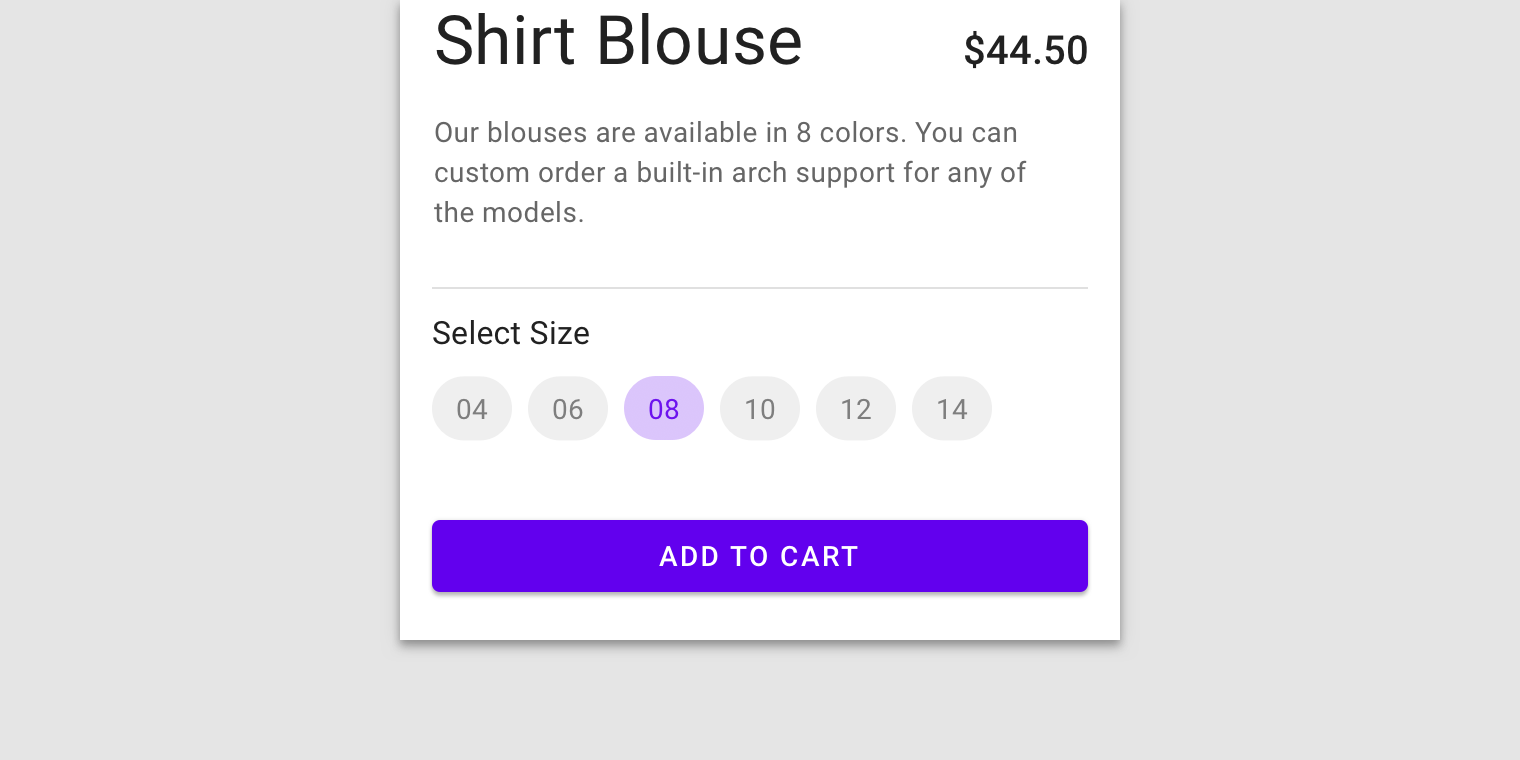 Shirt Blouse
$44.50
Our blouses are available in 8 colors. You can
custom order a built-in arch support for any of
the models.
Select Size
04 06 08 10 12 14
ADD TO CART